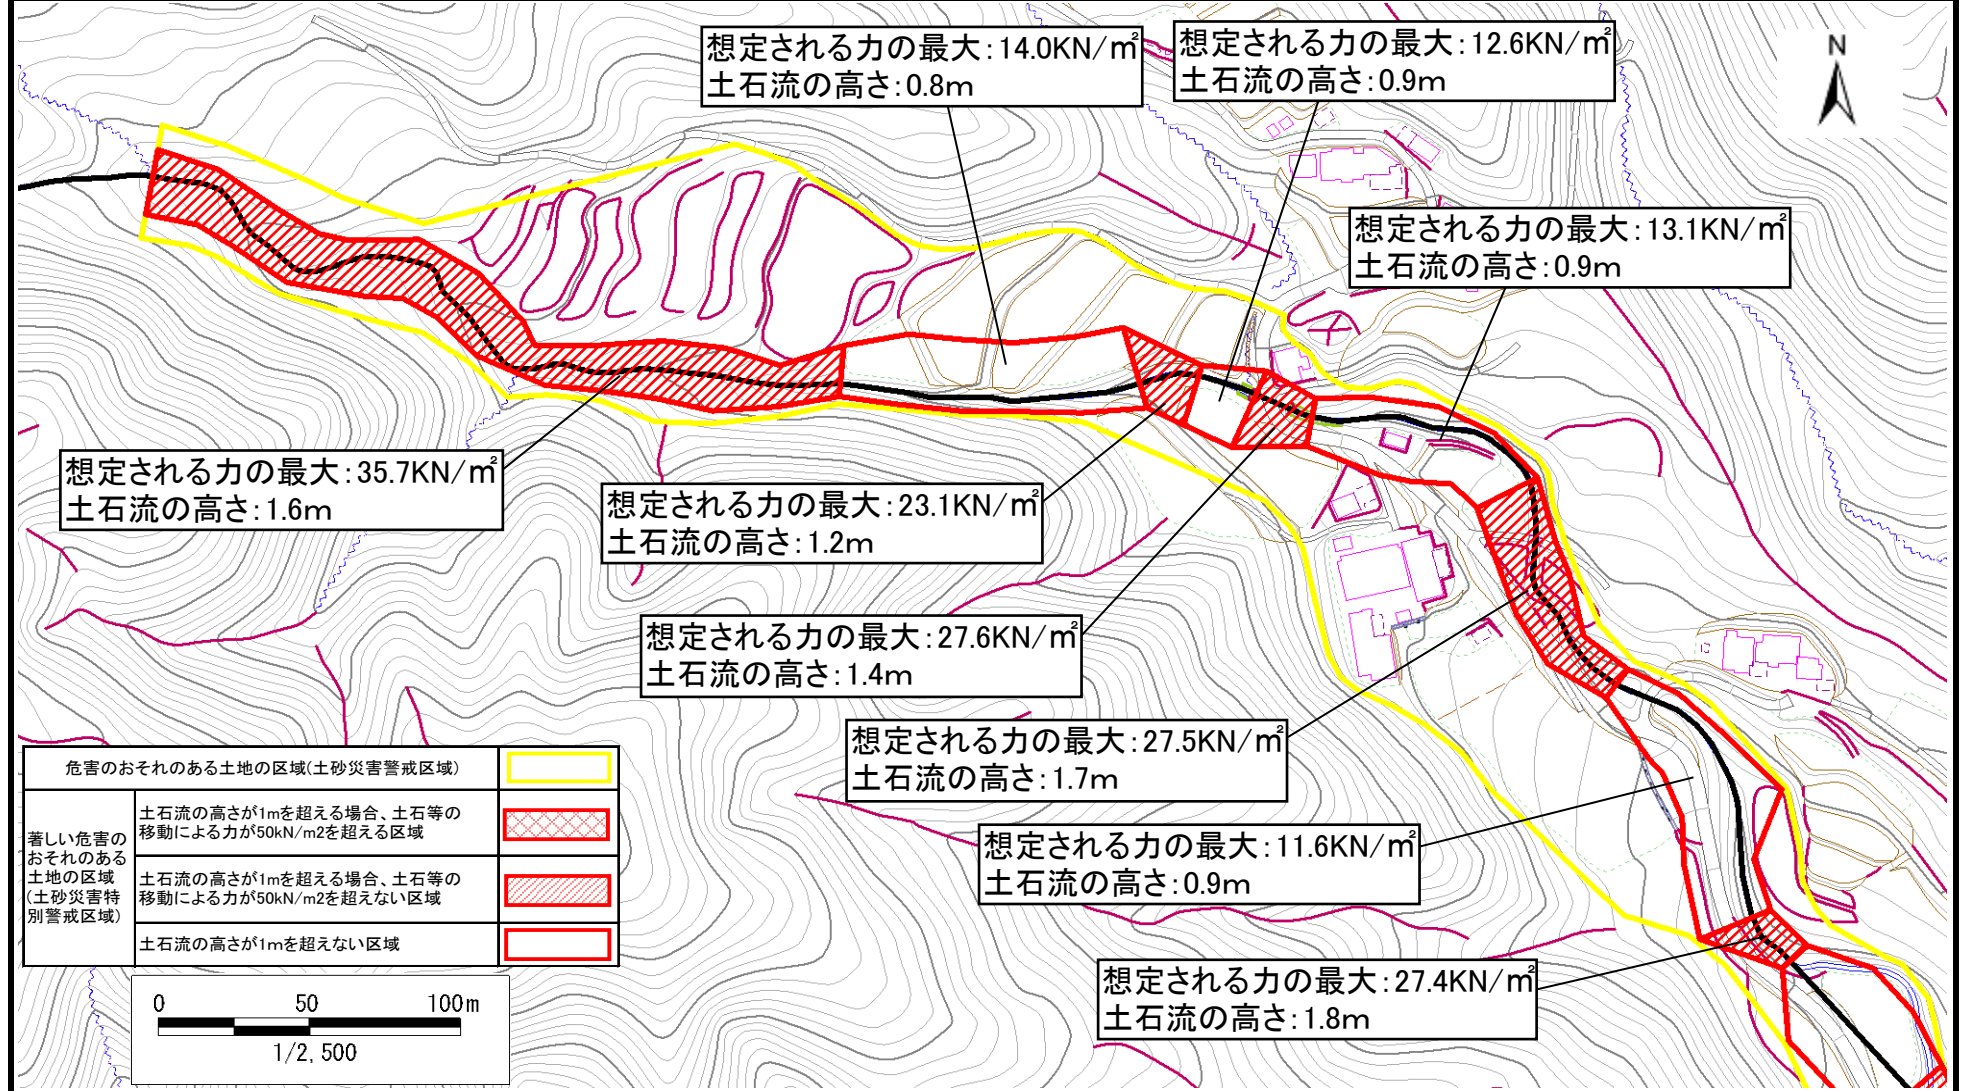 想定される力の最大:14.0KN/㎡
土石流の高さ:0.8m
想定される力の最大:12.6KN/㎡
土石流の高さ:0.9m
N
想定される力の最大:13.1KN/㎡
土石流の高さ:0.9m
想定される力の最大:35.7KN/㎡
土石流の高さ:1.6m
想定される力の最大:23.1KN/㎡
土石流の高さ:1.2m
想定される力の最大:27.6KN/㎡
土石流の高さ:1.4m
想定される力の最大:27.5KN/㎡
土石流の高さ:1.7m
想定される力の最大:11.6KN/㎡
土石流の高さ:0.9m
想定される力の最大:27.4KN/㎡
土石流の高さ:1.8m
危害のおそれのある土地の区域(土砂災害警戒区域)
著しい危害の
おそれのある
土地の区域
(土砂災害特
別警戒区域)
土石流の高さが1mを超える場合、土石等の
移動による力が50kN/m2を超える区域
土石流の高さが1mを超える場合、土石等の
移動による力が50kN/m2を超えない区域
土石流の高さが1mを超えない区域
0 50 100m
1/2,500